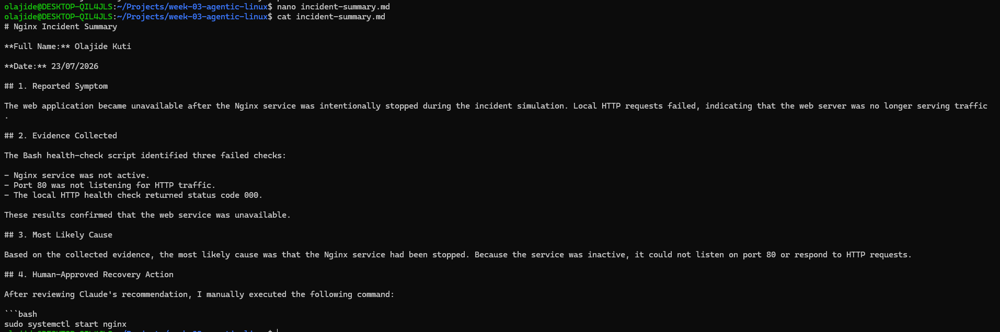 olajide@DESKTOP-QIL4JLS:~/Projects/week-03-agentic-linux$ nano incident-summary.md
olajide@DESKTOP-QIL4JLS:~/Projects/week-03-agentic-linux$ cat incident-summary.md
# Nginx Incident Summary
**Full Name:** Olajide Kuti
**Date:** 23/07/2026
## 1. Reported Symptom
The web application became unavailable after the Nginx service was intentionally stopped during the incident simulation. Local HTTP requests failed, indicating that the web server was no longer serving traffic
.
## 2. Evidence Collected
The Bash health-check script identified three failed checks:
- Nginx service was not active.
- Port 80 was not listening for HTTP traffic.
- The local HTTP health check returned status code 000.
These results confirmed that the web service was unavailable.
## 3. Most Likely Cause
Based on the collected evidence, the most likely cause was that the Nginx service had been stopped. Because the service was inactive, it could not listen on port 80 or respond to HTTP requests.
## 4. Human-Approved Recovery Action
After reviewing Claude's recommendation, I manually executed the following command:
```bash
sudo systemctl start nginx
olajide@DESKTOP-QIL4JLS:~/Projects/week-03-agentic-linux$